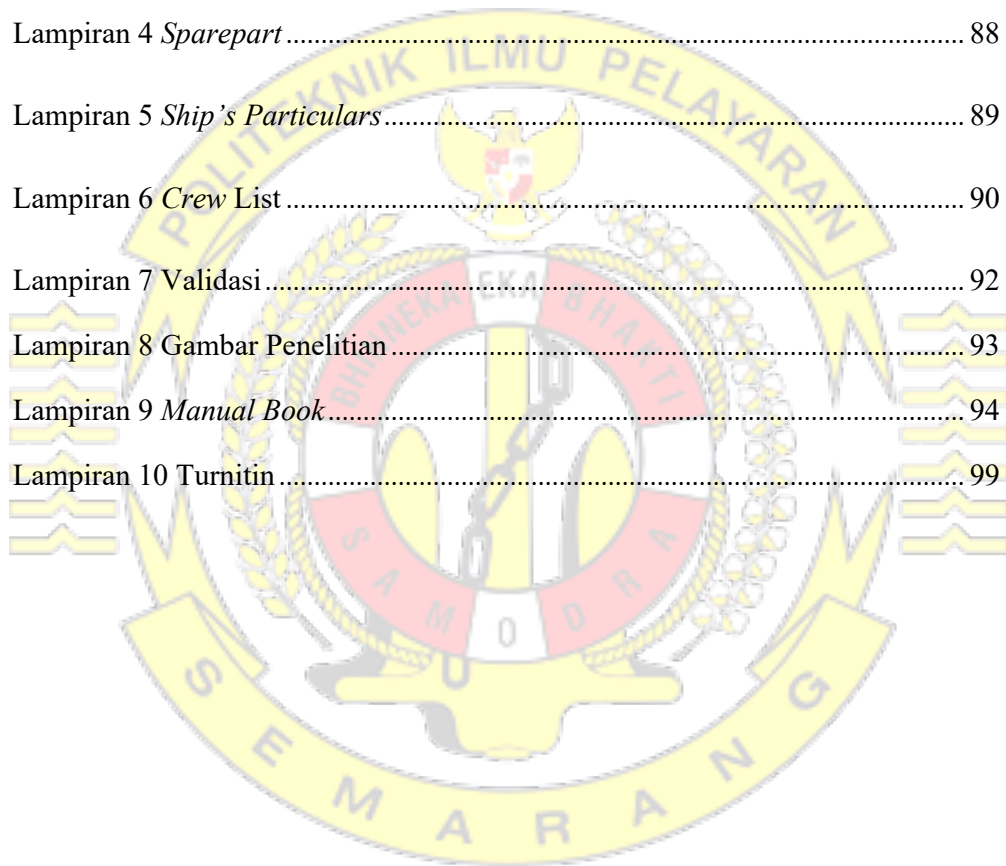 Lampiran 4 Sparepart ........................................................................................ 88
Lampiran 5 Ship's Particulars ........................................................................... 89
Lampiran 6 Crew List ........................................................................................ 90
Lampiran 7 Validasi ........................................................................................... 92
Lampiran 8 Gambar Penelitian .......................................................................... 93
Lampiran 9 Manual Book ................................................................................... 94
Lampiran 10 Turnitin ......................................................................................... 99
POLITEKNIK ILMU PELAYARAN
BHINNEKA EKA BHAKTI
SAMODRA
SEMARANG